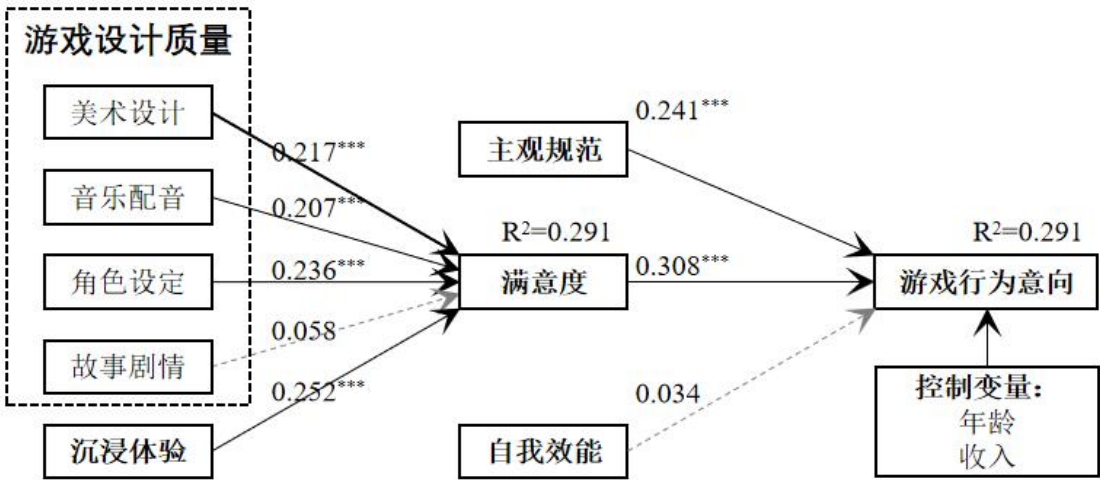 游戏设计质量
美术设计
音乐配音
角色设定
故事剧情
沉浸体验
0.217***
0.207***
0.236***
0.058
0.252***
主观规范
R²=0.291
满意度
自我效能
0.241***
0.308***
0.034
R²=0.291
游戏行为意向
控制变量：
年龄
收入